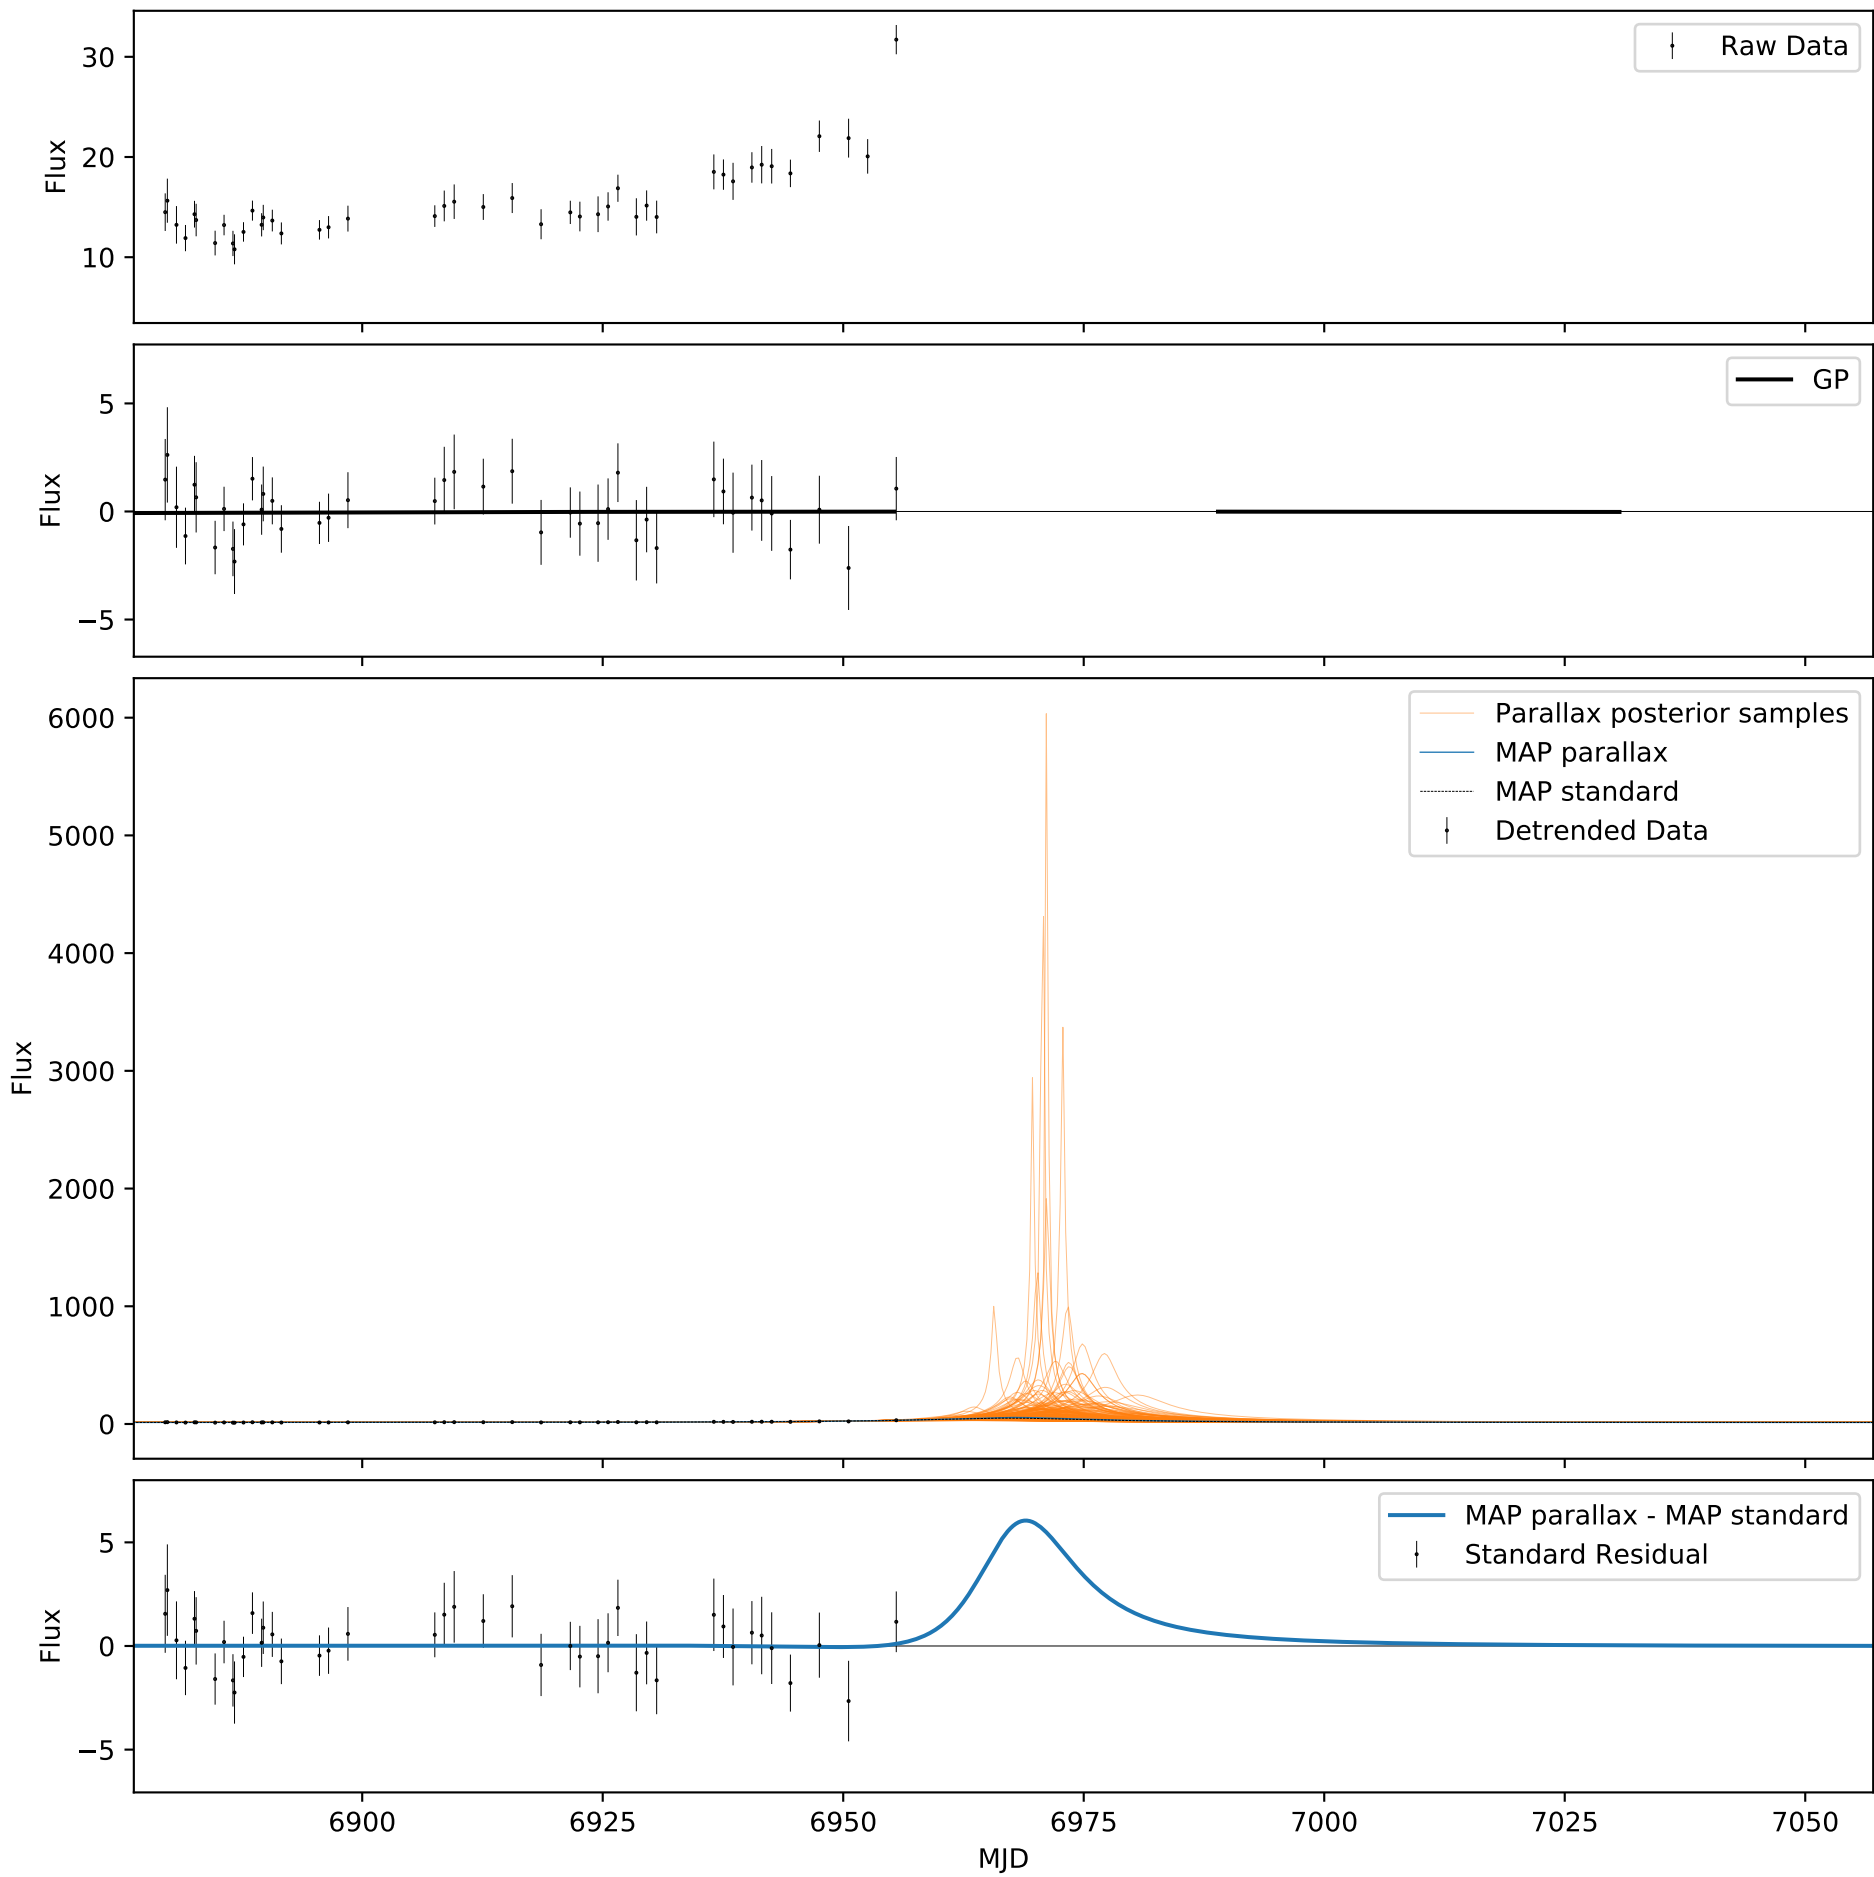 30
20
10
Flux
Raw Data
5
0
−5
Flux
GP
6000
5000
4000
3000
2000
1000
0
Flux
Parallax posterior samples
MAP parallax
MAP standard
Detrended Data
5
0
−5
Flux
MAP parallax - MAP standard
Standard Residual
6900 6925 6950 6975 7000 7025 7050
MJD